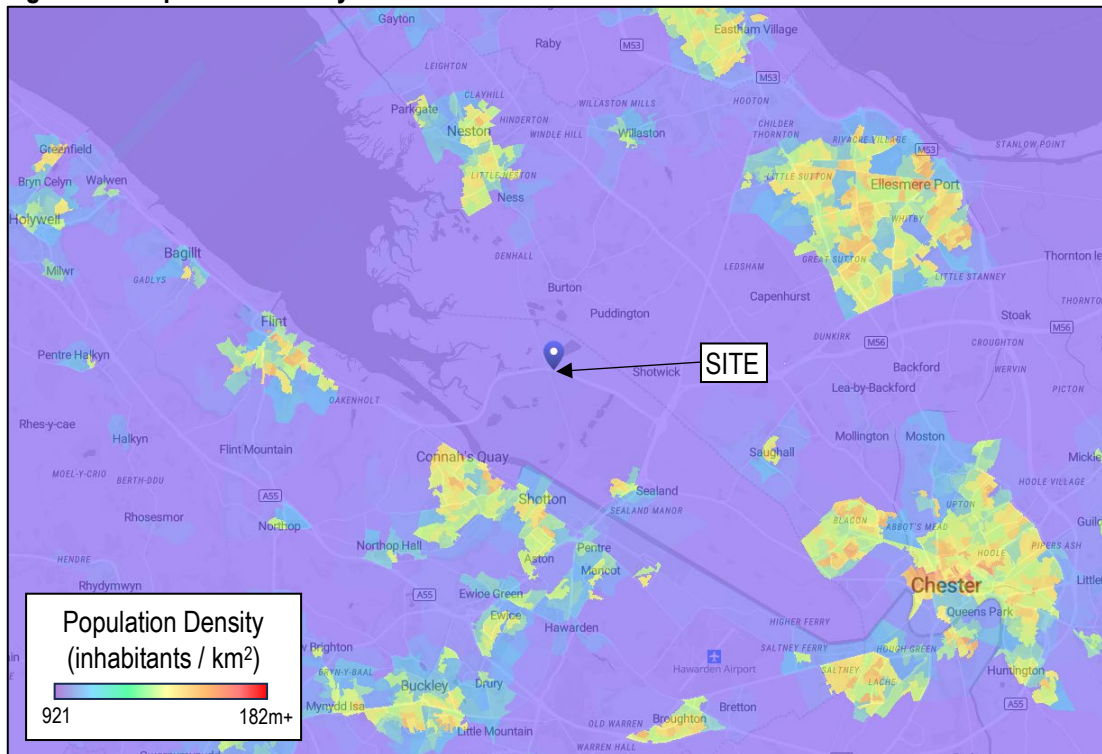 Gayton
Raby
M53
Eastham Village
LEIGHTON
M53
CLAYHILL
WILLASTON MILLS
HOOTON
Parkgate
HINDERTON
CHILDER
THORNTON
Neston
WINDLE HILL
Willaston
RIVACRE VILLAGE
STANLOW POINT
Greenfield
M53
Bryn Celyn
Walwen
LITTLE NESTON
LITTLE SUTTON
Ellesmere Port
Ness
Holywell
WHITBY
Bagillt
DENHALL
GREAT SUTTON
Milwr
GADLYS
LEDSHAM
LITTLE STANNEY
Thornton le
Burton
Capenhurst
THORNTO
Puddington
Stoak
Flint
DUNKIRK
M56
CROUGHTON
M56
Pentre Halkyn
SITE
Shotwick
Backford
WERVIN
OAKENHOLT
Lea-by-Backford
PICTON
Rhes-y-cae
Halkyn
Flint Mountain
Mollington
Moston
Saughall
Connah's Quay
Mickle
MOEL-Y-CRIO
BERTH-DDU
HOOLE VILLAGE
A55
Shotton
Sealand
UPTON
Rhosesmor
Northop
SEALAND MANOR
BLACON
ABBOT'S MEAD
Guild
Northop Hall
Pentre
HOOLE
PIPERS ASH
HENDRE
Aston
Mancot
Rhydymwyn
Chester
Little
A55
Ewloe Green
Queens Park
Ewloe
Hawarden
HIGHER FERRY
SALTNEY FERRY
HOUGH GREEN
w Brighton
Hawarden Airport
SALTNEY
Huntington
BRYN-Y-BAAL
Drury
LACHE
Buckley
Mynydd Isa
Bretton
A55
OLD WARREN
Broughton
Little Mountain
WARREN HALL
Population Density
(inhabitants / km²)
921
182m+